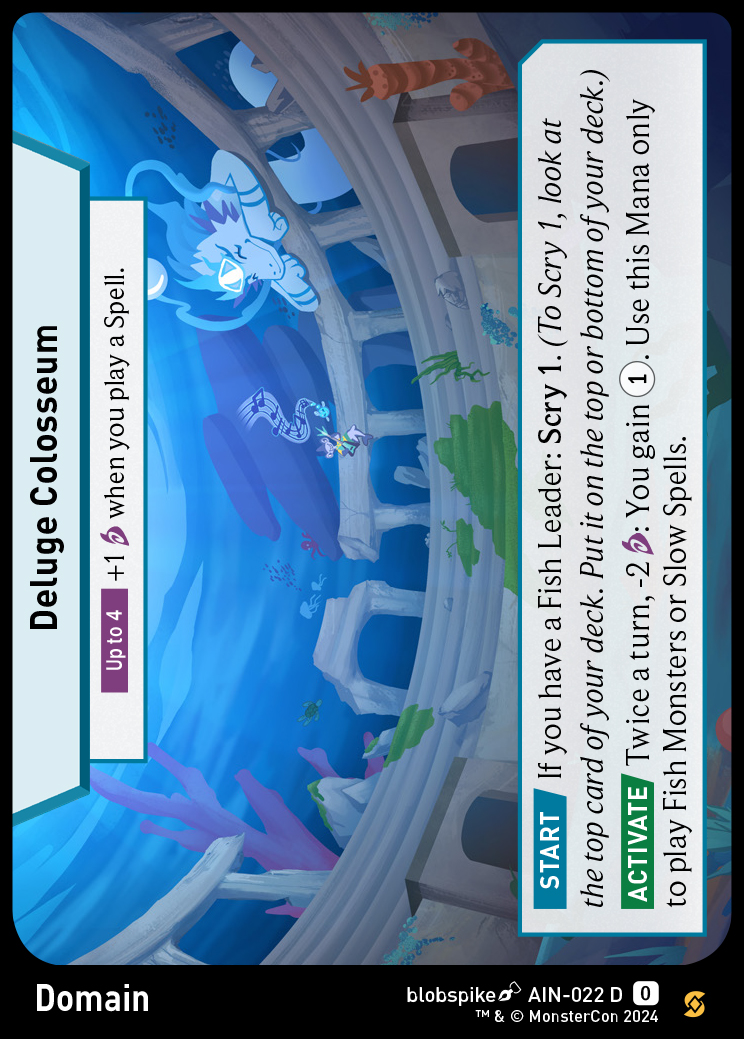 Deluge Colosseum
Up to 4 +1 when you play a Spell.
START If you have a Fish Leader: Scry 1. (To Scry 1, look at
the top card of your deck. Put it on the top or bottom of your deck.)
ACTIVATE Twice a turn, -2 : You gain 1 . Use this Mana only
to play Fish Monsters or Slow Spells.
Domain
blobspike AIN-022 D 0
™ & © MonsterCon 2024